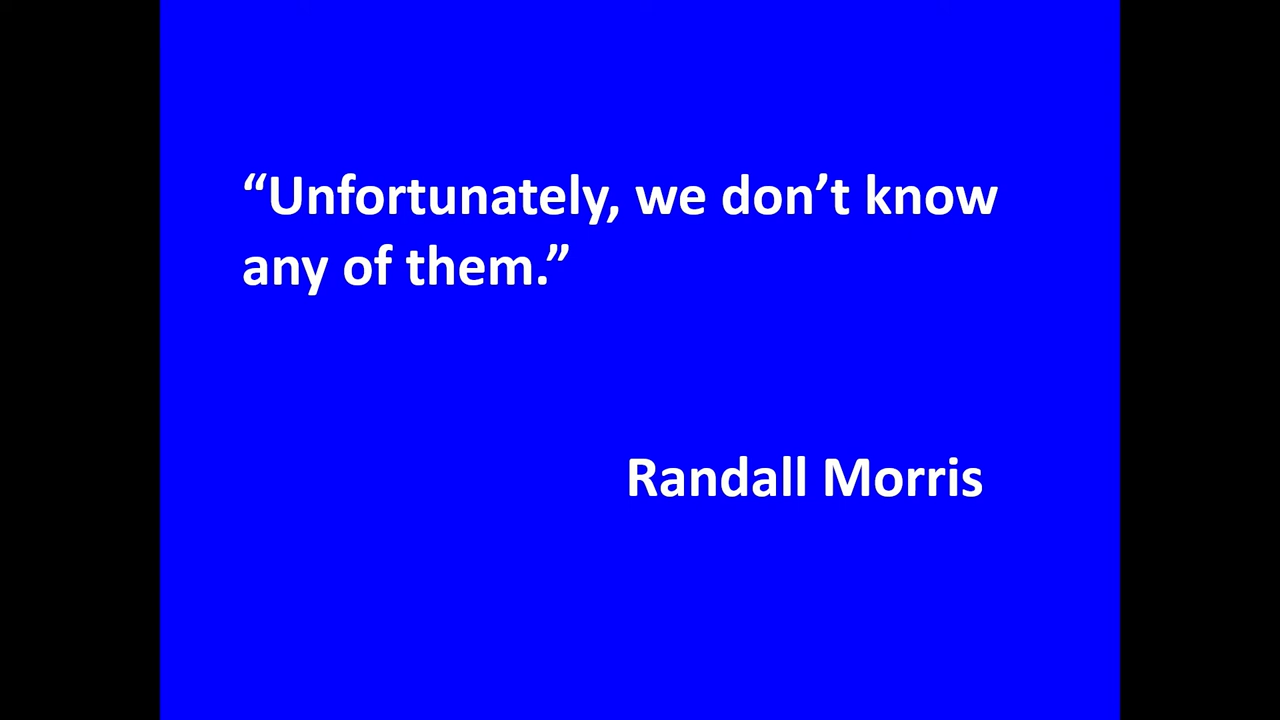 “Unfortunately, we don’t know
any of them.”
Randall Morris